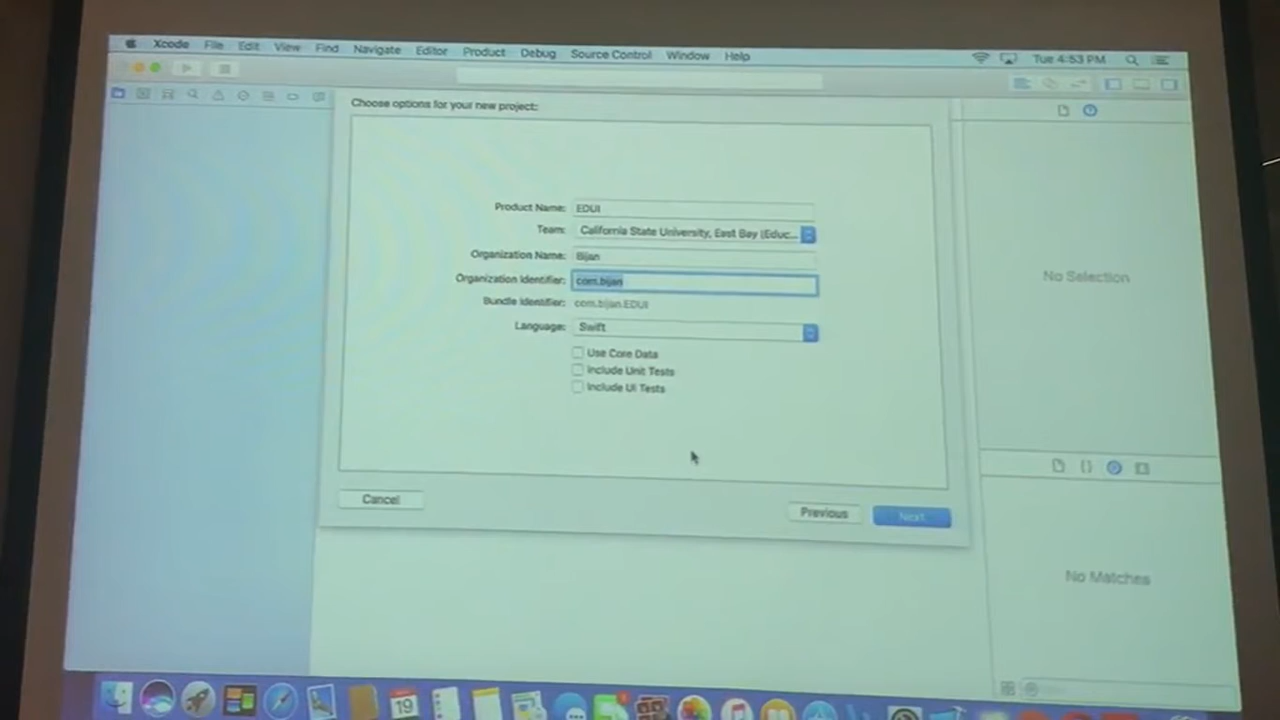 Xcode File Edit View Find Navigate Editor Product Debug Source Control Window Help Tue 4:53 PM
Choose options for your new project:
Product Name: EDUI
Team: California State University, East Bay (Educ...
Organization Name: Bijan
Organization Identifier: com.bijan
Bundle Identifier: com.bijan.EDUI
Language: Swift
Use Core Data
Include Unit Tests
Include UI Tests
No Selection
Cancel
Previous
Next
No Matches
19